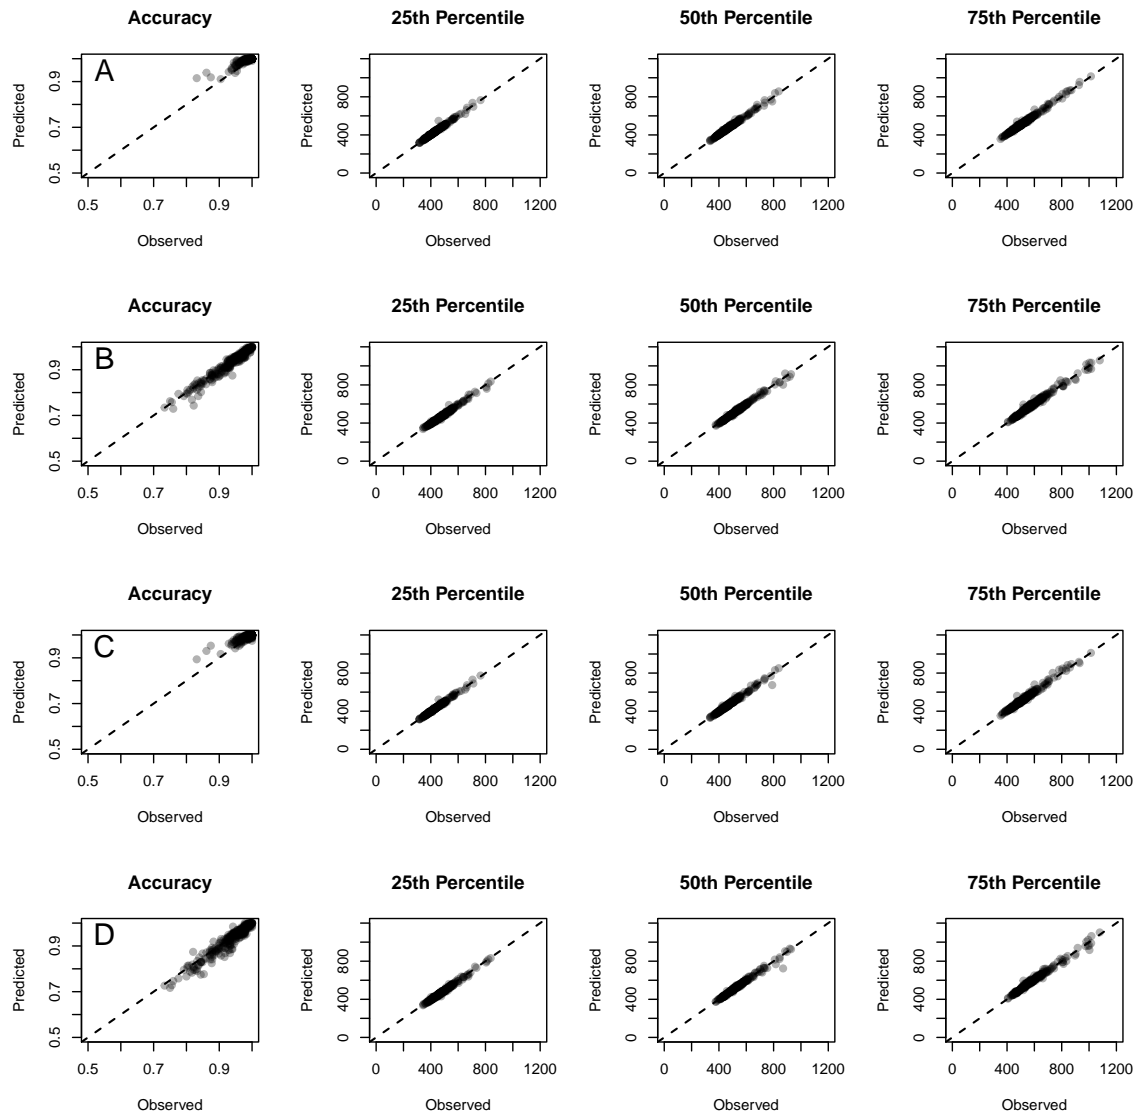 Accuracy 25th Percentile 50th Percentile 75th Percentile
A
Predicted Predicted Predicted Predicted
0.5 0.7 0.9 0 400 800 0 400 800 0 400 800
0.5 0.7 0.9 0 400 800 1200 0 400 800 1200 0 400 800 1200
Observed Observed Observed Observed
Accuracy 25th Percentile 50th Percentile 75th Percentile
B
Predicted Predicted Predicted Predicted
0.5 0.7 0.9 0 400 800 0 400 800 0 400 800
0.5 0.7 0.9 0 400 800 1200 0 400 800 1200 0 400 800 1200
Observed Observed Observed Observed
Accuracy 25th Percentile 50th Percentile 75th Percentile
C
Predicted Predicted Predicted Predicted
0.5 0.7 0.9 0 400 800 0 400 800 0 400 800
0.5 0.7 0.9 0 400 800 1200 0 400 800 1200 0 400 800 1200
Observed Observed Observed Observed
Accuracy 25th Percentile 50th Percentile 75th Percentile
D
Predicted Predicted Predicted Predicted
0.5 0.7 0.9 0 400 800 0 400 800 0 400 800
0.5 0.7 0.9 0 400 800 1200 0 400 800 1200 0 400 800 1200
Observed Observed Observed Observed